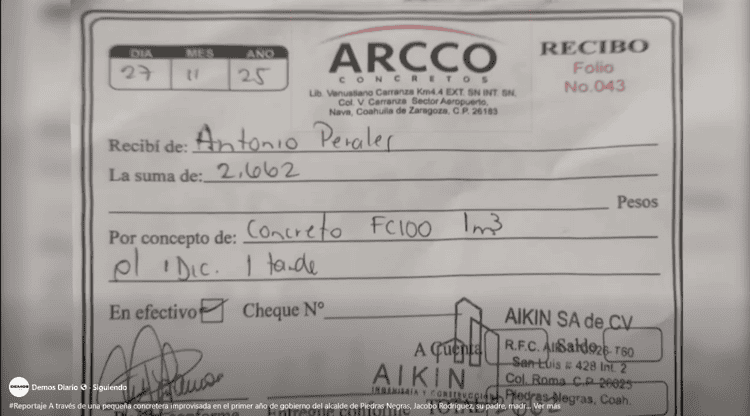 DIA MES AÑO
27 11 25
ARCCO
CONCRETOS
Lib. Venustiano Carranza Km4.4 EXT. SN INT. SN.
Col. V. Carranza Sector Aeropuerto,
Nava, Coahuila de Zaragoza, C.P. 26183
RECIBO
Folio
No.043
Recibí de: Antonio Perales
La suma de: 2,662
Pesos
Por concepto de: Concreto FC100 1m3
p/ 1 Dic. 1 tarde
En efectivo Cheque Nº
A Cuenta Saldo
AIKIN SA de CV
R.F.C.
San Luis # 428 Int. 2
Col. Roma C.P. 26025
Piedras Negras, Coah.
AIKIN
INGENIERIA Y CONSTRUCCION
DEMOS Demos Diario · Siguiendo
#Reportaje A través de una pequeña concretera improvisada en el primer año de gobierno del alcalde de Piedras Negras, Jacobo Rodríguez, su padre, madr... Ver más